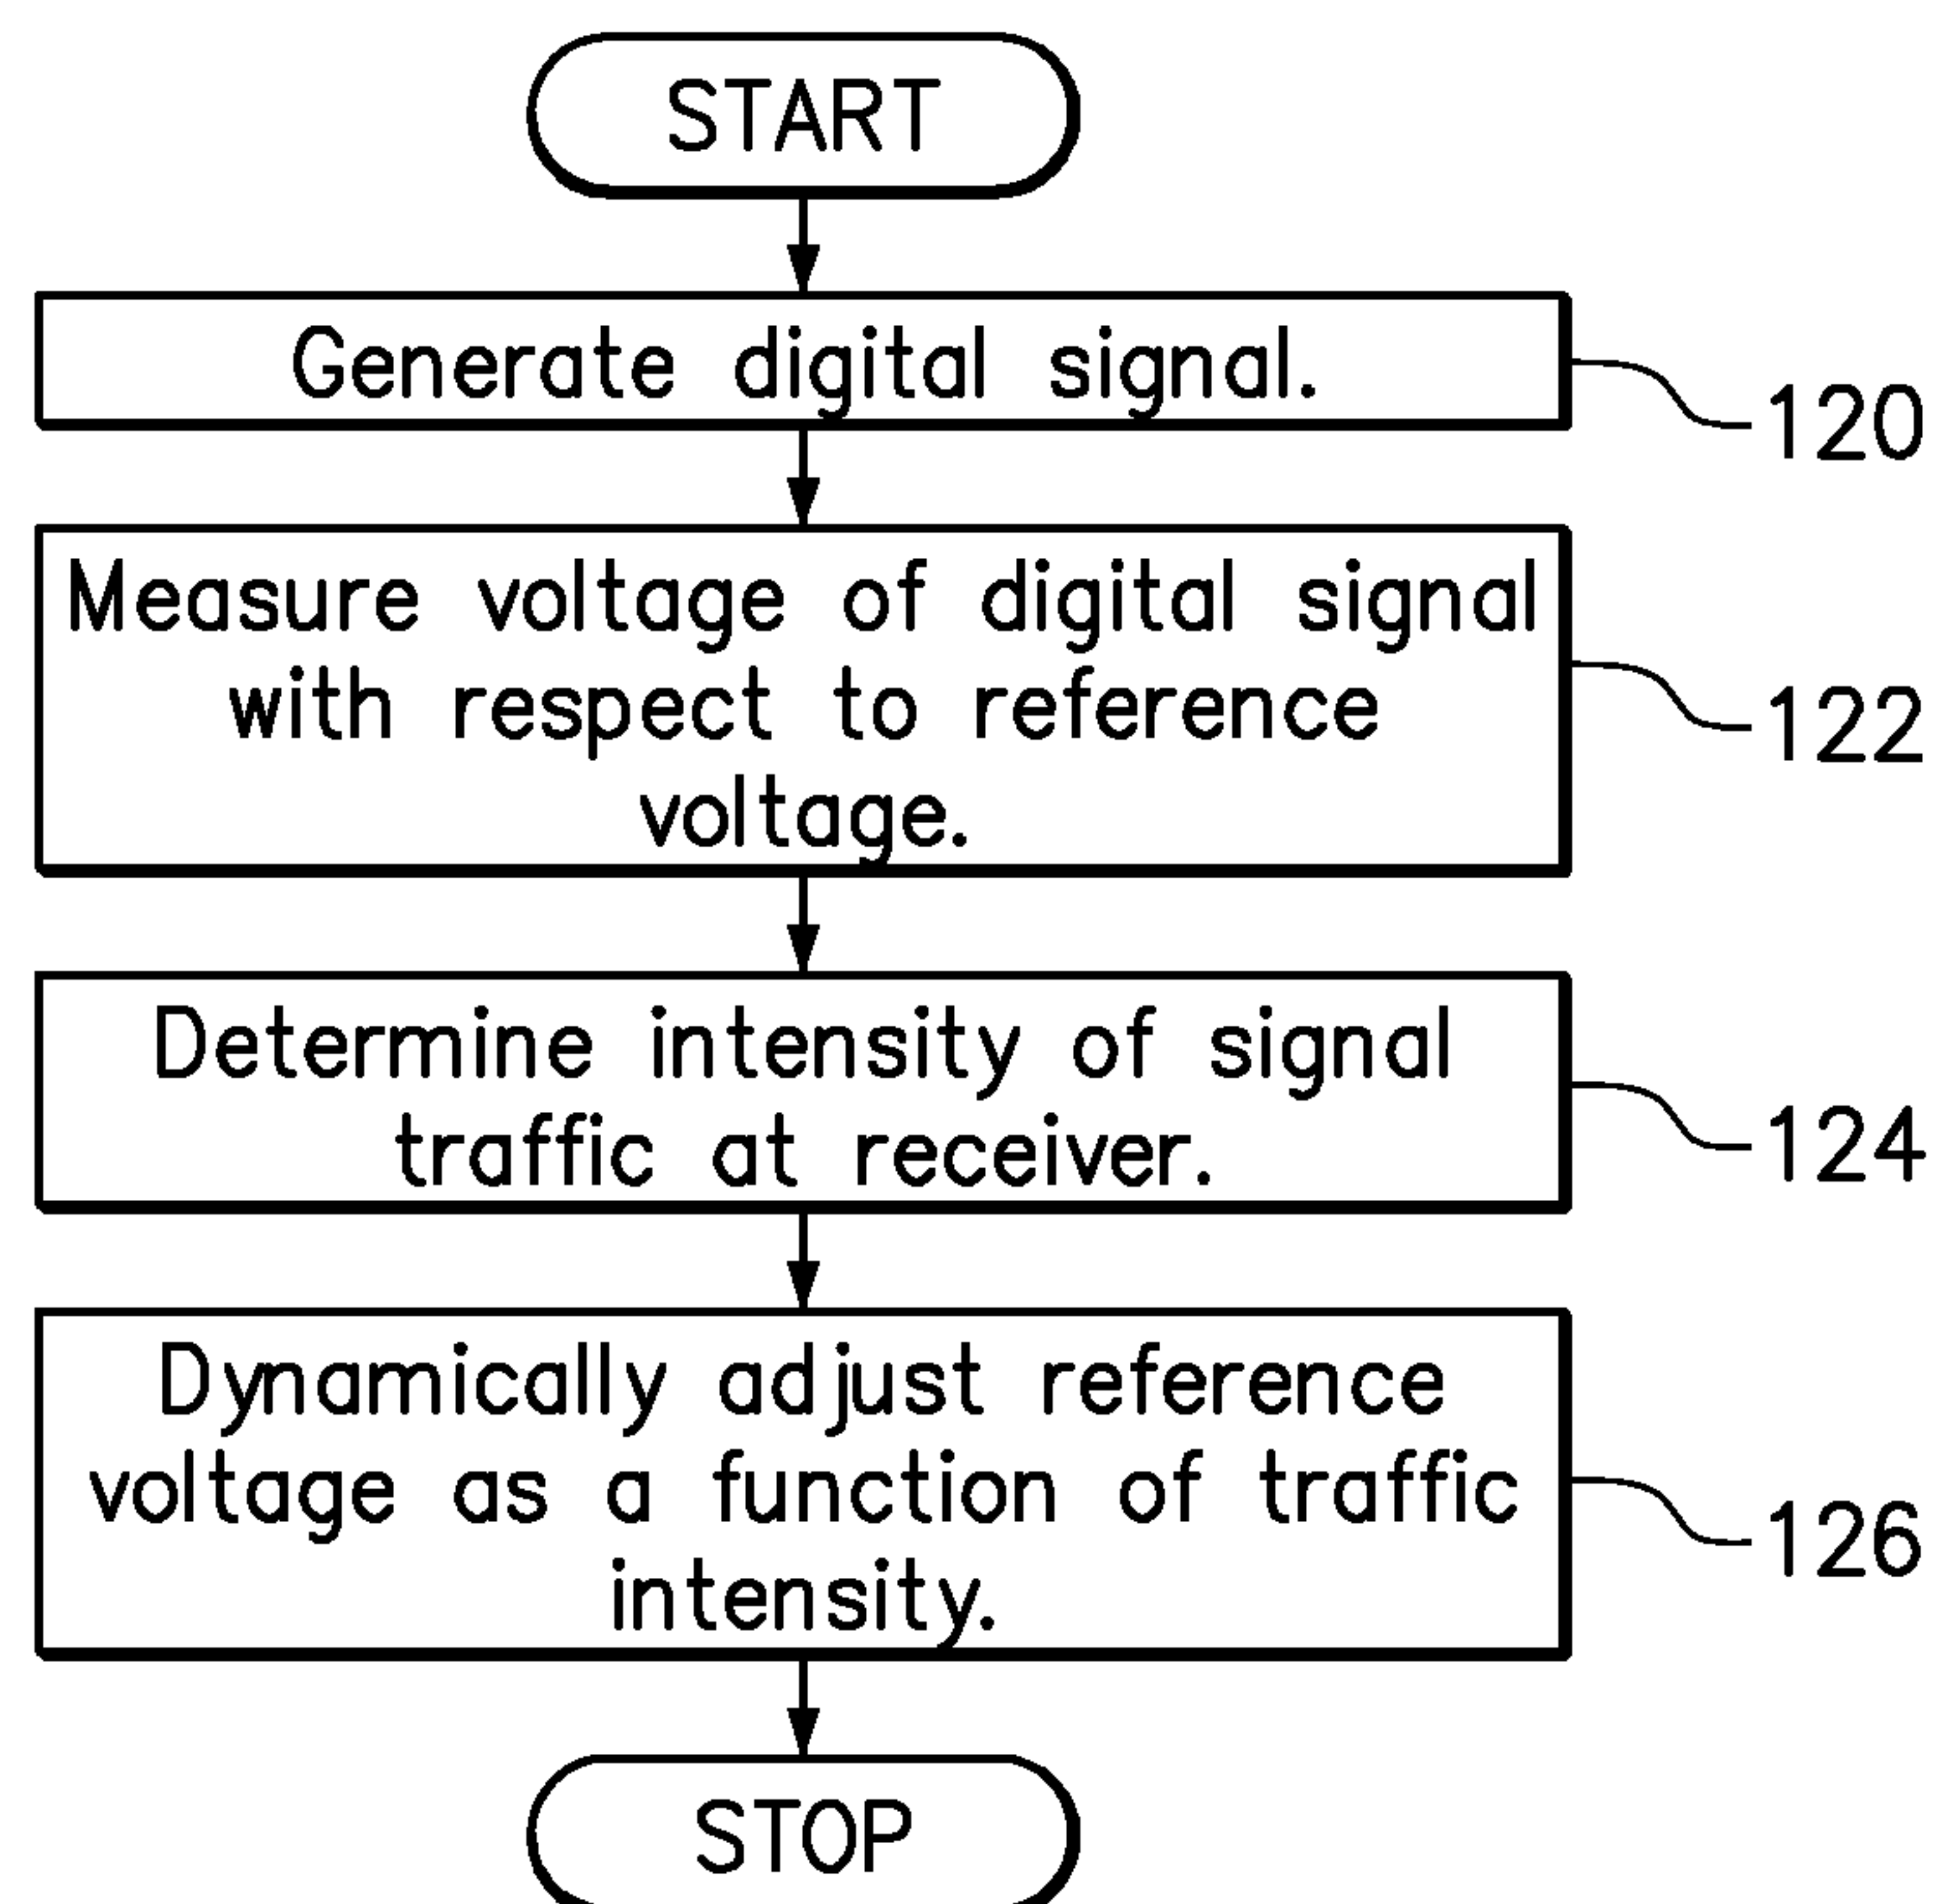 START
Generate digital signal.
120
Measure voltage of digital signal
with respect to reference
voltage.
122
Determine intensity of signal
traffic at receiver.
124
Dynamically adjust reference
voltage as a function of traffic
intensity.
126
STOP